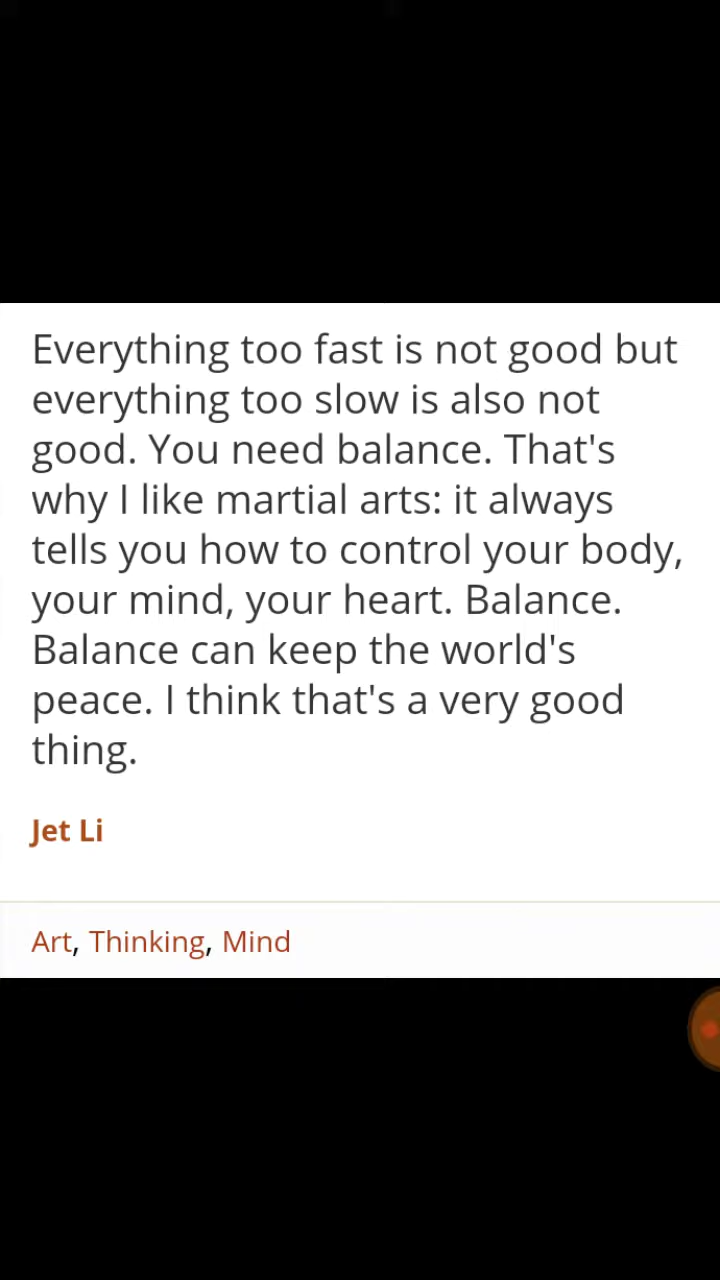 Everything too fast is not good but
everything too slow is also not
good. You need balance. That's
why I like martial arts: it always
tells you how to control your body,
your mind, your heart. Balance.
Balance can keep the world's
peace. I think that's a very good
thing.
Jet Li
Art, Thinking, Mind